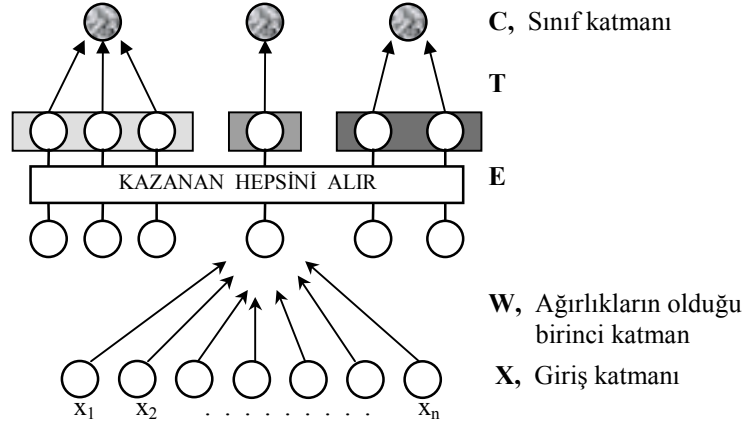 C, Sınıf katmanı
T
KAZANAN HEPSİNİ ALIR
E
W, Ağırlıkların olduğu
birinci katman
X, Giriş katmanı
x1 x2 . . . . . . . . . xn